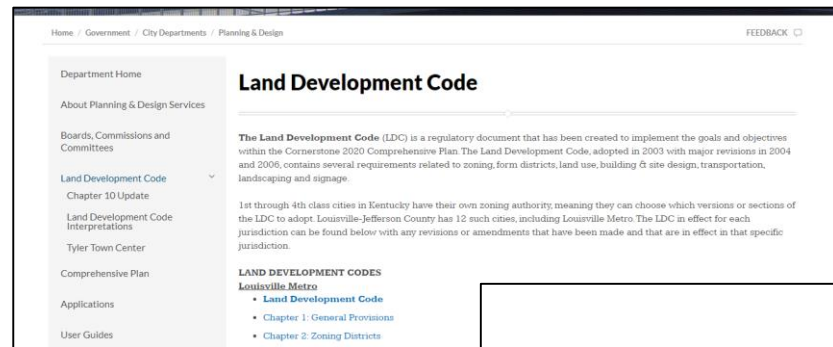 Home / Government / City Departments / Planning & Design
FEEDBACK
Department Home
About Planning & Design Services
Boards, Commissions and
Committees
Land Development Code
Chapter 10 Update
Land Development Code
Interpretations
Tyler Town Center
Comprehensive Plan
Applications
User Guides
Land Development Code
The Land Development Code (LDC) is a regulatory document that has been created to implement the goals and objectives
within the Cornerstone 2020 Comprehensive Plan. The Land Development Code, adopted in 2003 with major revisions in 2004
and 2006, contains several requirements related to zoning, form districts, land use, building & site design, transportation,
landscaping and signage.
1st through 4th class cities in Kentucky have their own zoning authority, meaning they can choose which versions or sections of
the LDC to adopt. Louisville-Jefferson County has 12 such cities, including Louisville Metro. The LDC in effect for each
jurisdiction can be found below with any revisions or amendments that have been made and that are in effect in that specific
jurisdiction.
LAND DEVELOPMENT CODES
Louisville Metro
• Land Development Code
• Chapter 1: General Provisions
• Chapter 2: Zoning Districts